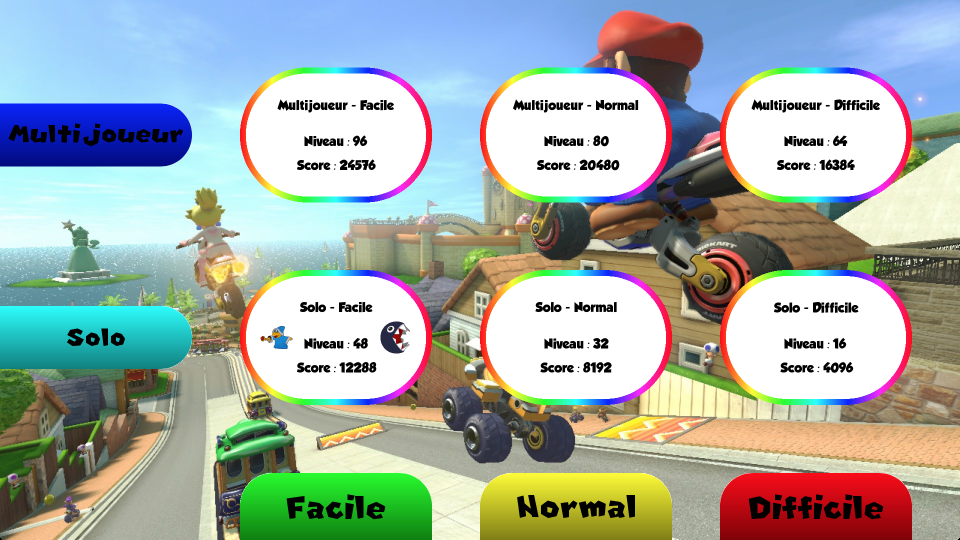 Multijoueur
Multijoueur - Facile
Niveau : 96
Score : 24576
Multijoueur - Normal
Niveau : 80
Score : 20480
Multijoueur - Difficile
Niveau : 64
Score : 16384
Solo
Solo - Facile
Niveau : 48
Score : 12288
Solo - Normal
Niveau : 32
Score : 8192
Solo - Difficile
Niveau : 16
Score : 4096
Facile
Normal
Difficile